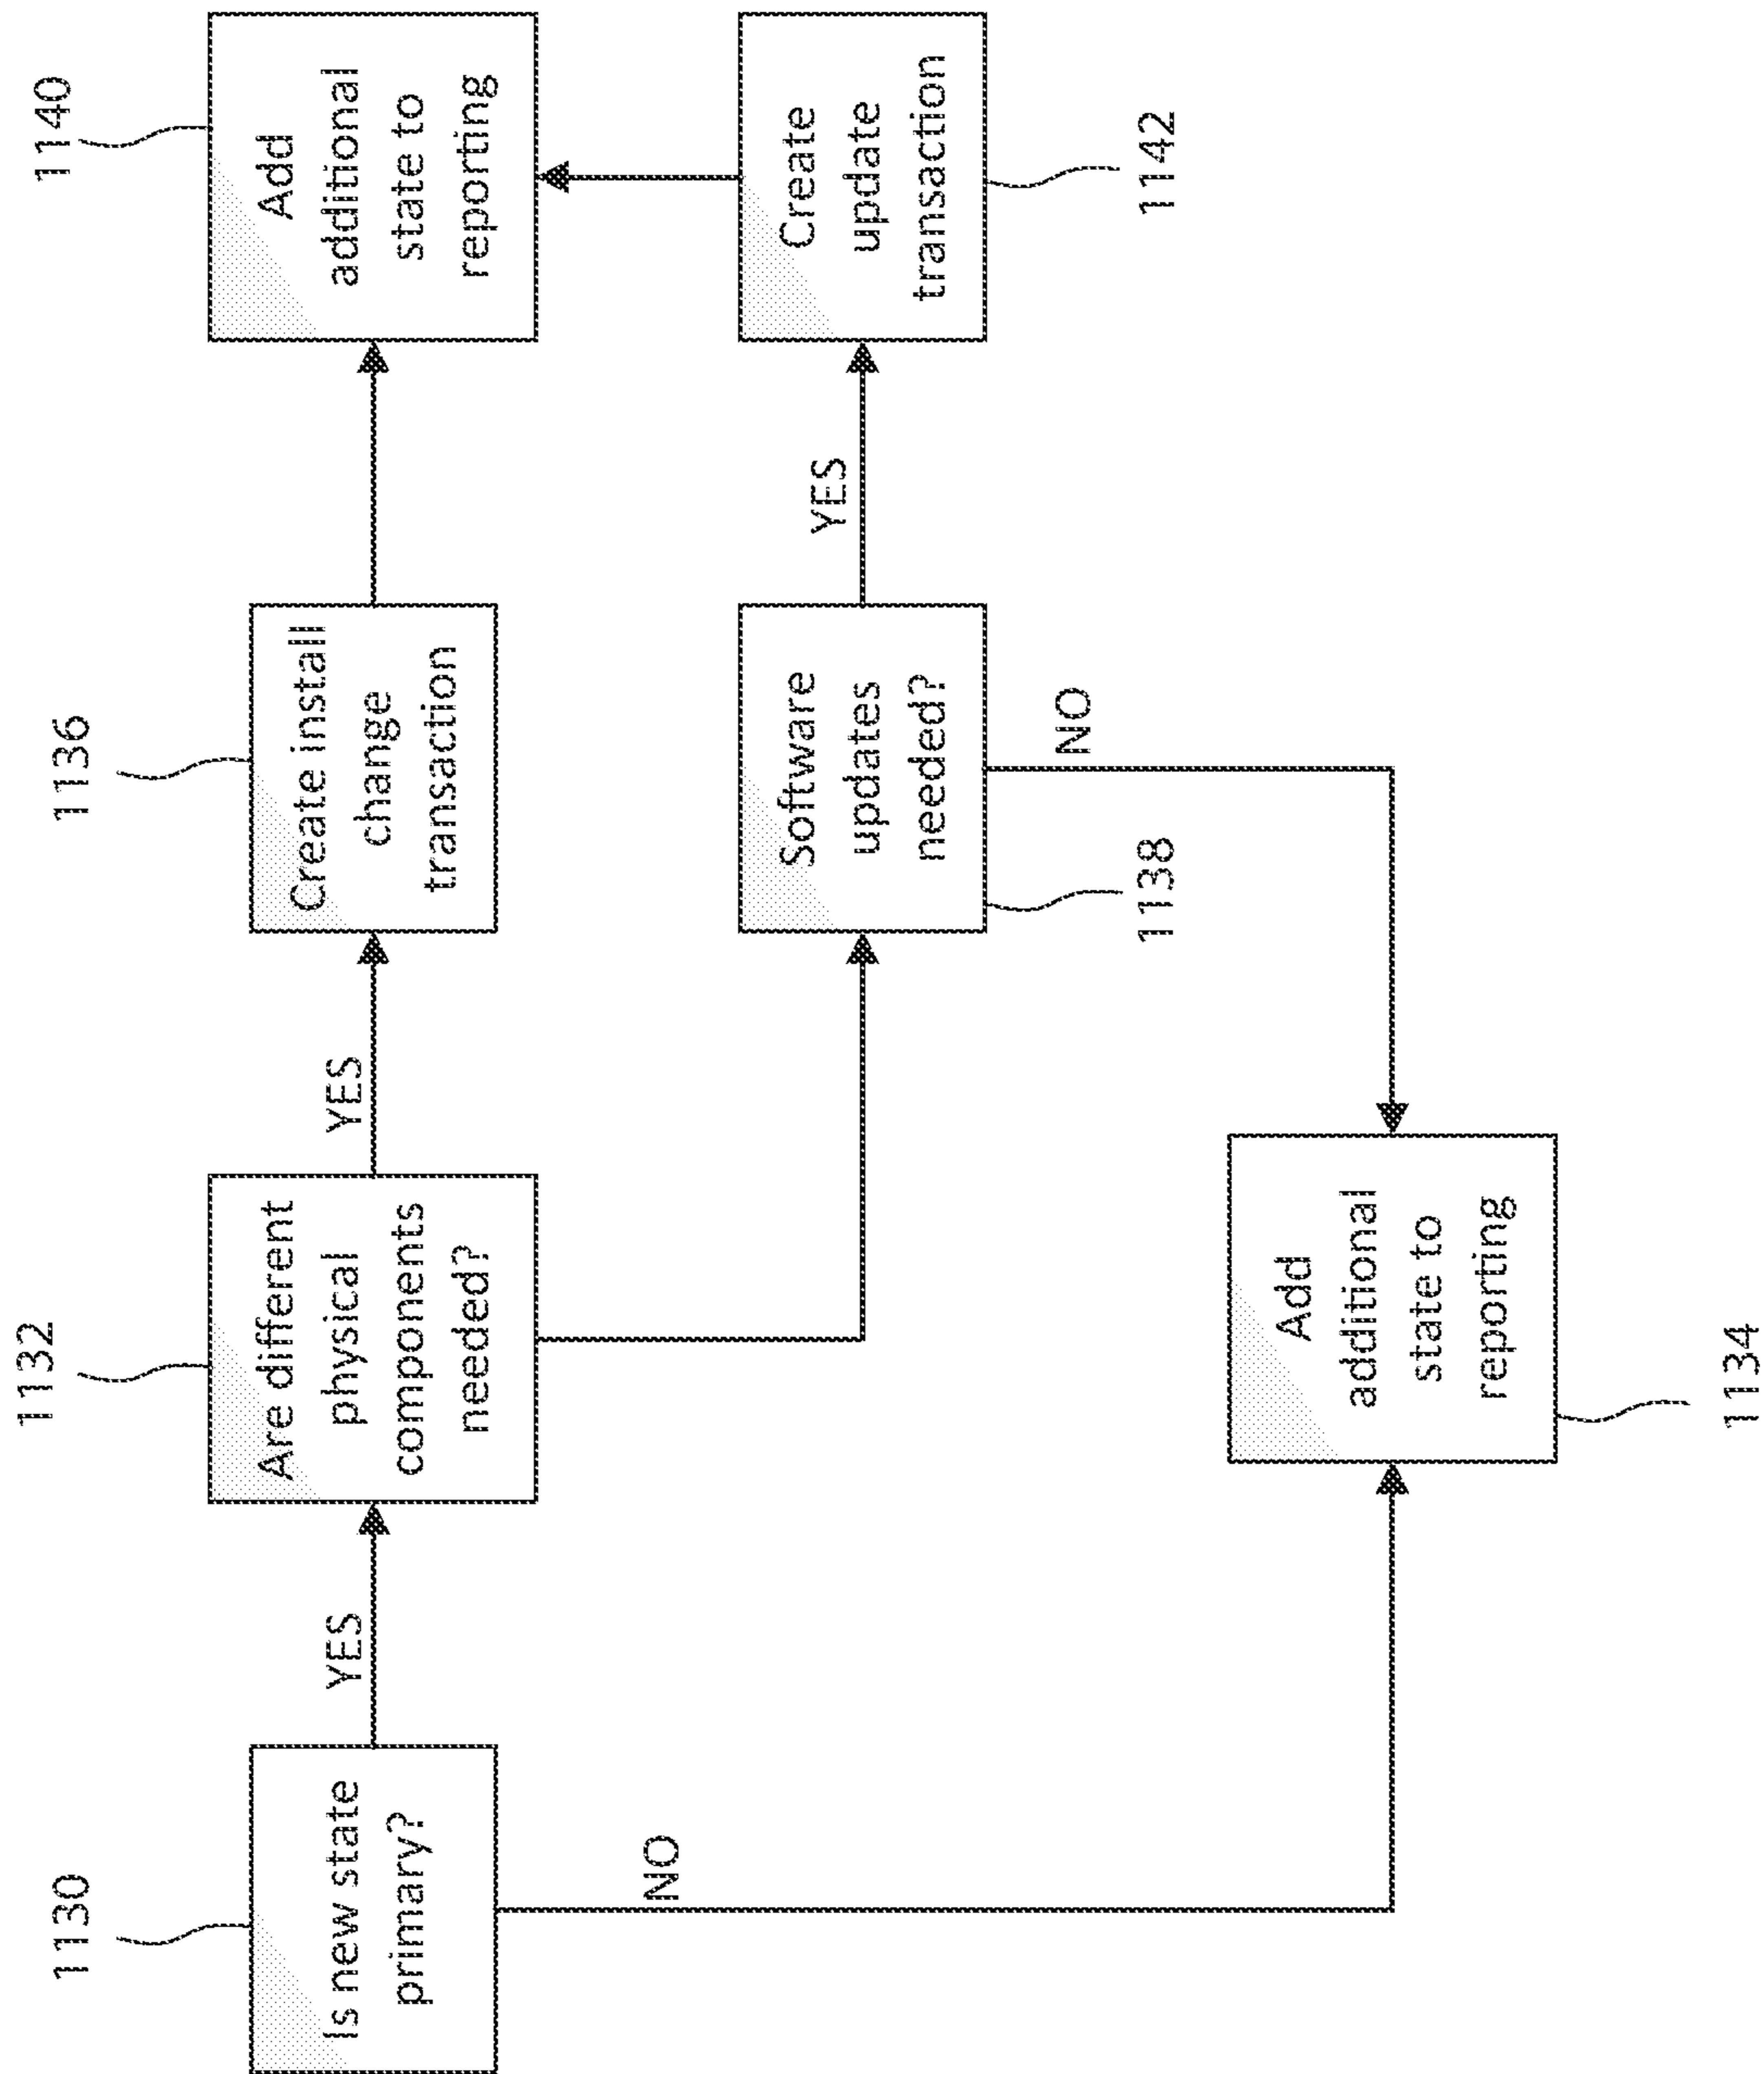 1130
Is new state
primary?
YES
NO
1132
Are different
physical
components
needed?
YES
1136
Create install
change
transaction
1140
Add
additional
state to
reporting
Software
updates
needed?
1138
YES
NO
Create
update
transaction
1142
Add
additional
state to
reporting
1134